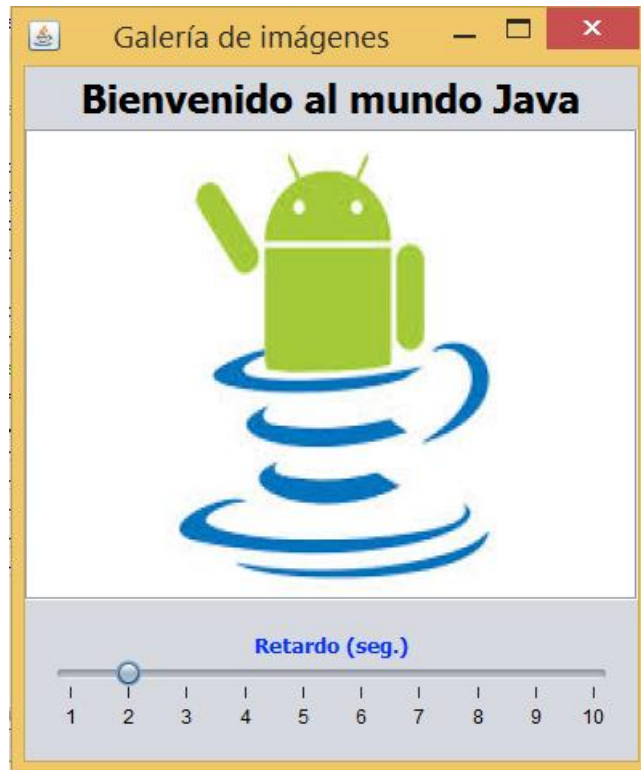 Galería de imágenes
Bienvenido al mundo Java
Retardo (seg.)
1 2 3 4 5 6 7 8 9 10